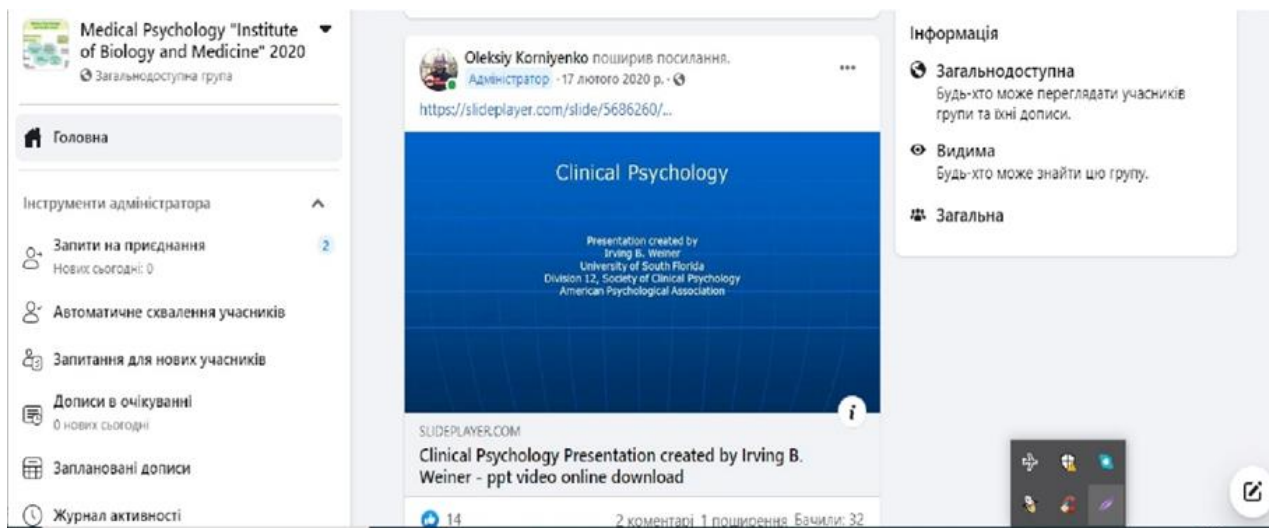 Medical Psychology "Institute
of Biology and Medicine" 2020
Загальнодоступна група
Головна
Інструменти адміністратора
Запити на приєднання
2
Нових сьогодні: 0
Автоматичне схвалення учасників
Запитання для нових учасників
Дописи в очікуванні
0 нових сьогодні
Заплановані дописи
Журнал активності
Oleksiy Korniyenko поширив посилання.
Адміністратор · 17 лютого 2020 р. ·
https://slideplayer.com/slide/5686260/...
Clinical Psychology
Presentation created by
Irving B. Weiner
University of South Florida
Division 12, Society of Clinical Psychology
American Psychological Association
i
SLIDEPLAYER.COM
Clinical Psychology Presentation created by Irving B.
Weiner - ppt video online download
14
2 коментарі 1 поширення Бачили: 32
Інформація
Загальнодоступна
Будь-хто може переглядати учасників
групи та їхні дописи.
Видима
Будь-хто може знайти цю групу.
Загальна